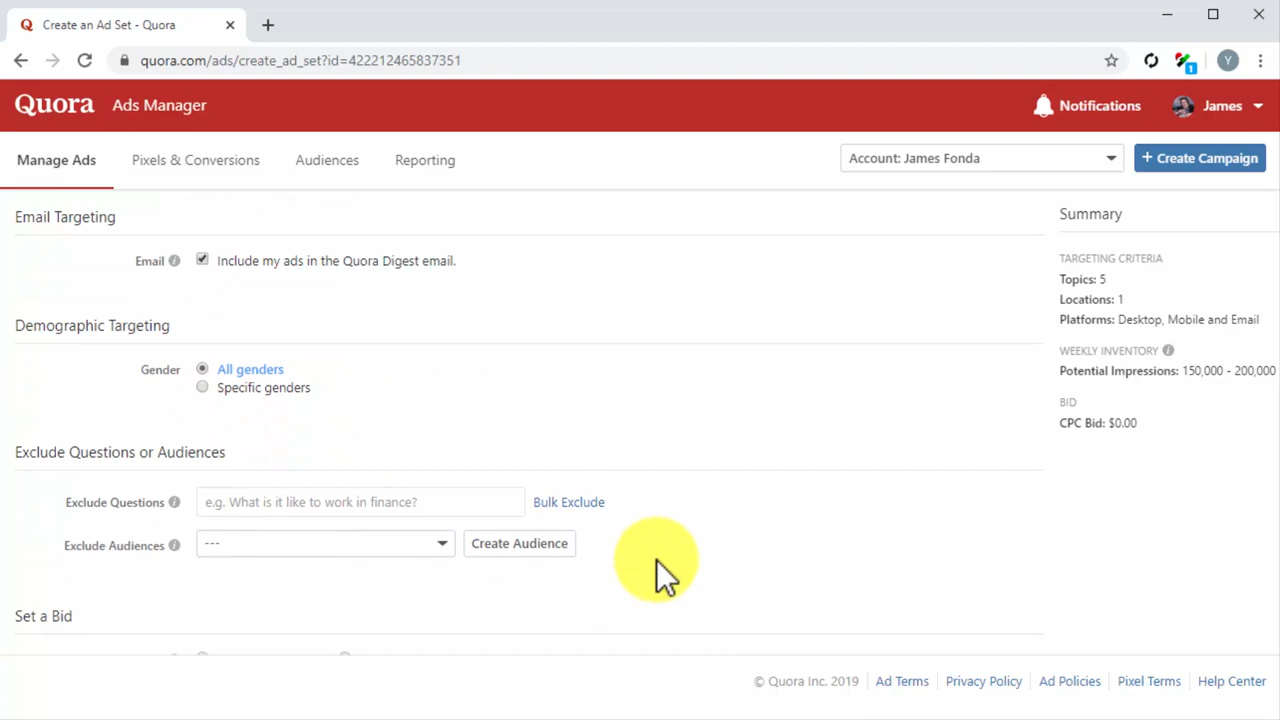 Create an Ad Set - Quora
quora.com/ads/create_ad_set?id=422212465837351
1
Y
Quora Ads Manager
Notifications
James
Manage Ads
Pixels & Conversions
Audiences
Reporting
Account: James Fonda
+ Create Campaign
Email Targeting
Email
Include my ads in the Quora Digest email.
Demographic Targeting
Gender
All genders
Specific genders
Exclude Questions or Audiences
Exclude Questions
e.g. What is it like to work in finance?
Bulk Exclude
Exclude Audiences
---
Create Audience
Set a Bid
Summary
TARGETING CRITERIA
Topics: 5
Locations: 1
Platforms: Desktop, Mobile and Email
WEEKLY INVENTORY
Potential Impressions: 150,000 - 200,000
BID
CPC Bid: $0.00
© Quora Inc. 2019
Ad Terms
Privacy Policy
Ad Policies
Pixel Terms
Help Center